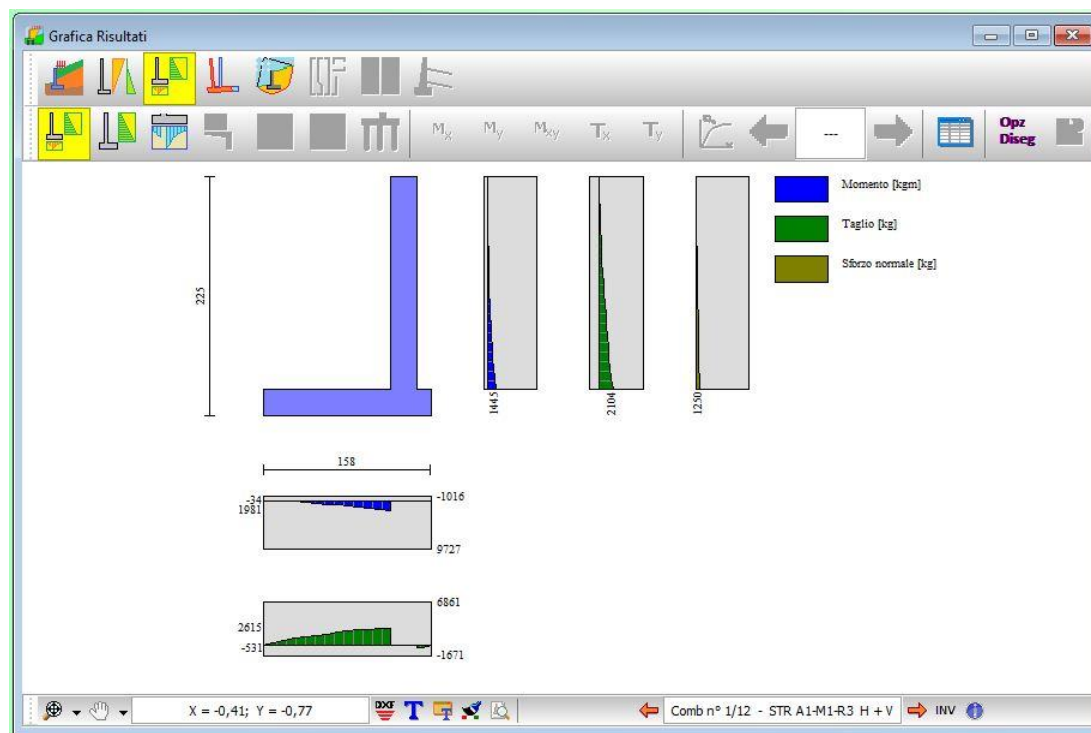 Grafica Risultati
Mx My Mxy Tx Ty --- Opz Diseg
Momento [kgm]
Taglio [kg]
Sforzo normale [kg]
225
1445
2104
1250
158
-34
1981
-1016
9727
2615
-531
6861
-1671
X = -0,41; Y = -0,77
DXF
T
Comb n° 1/12 - STR A1-M1-R3 H + V
INV